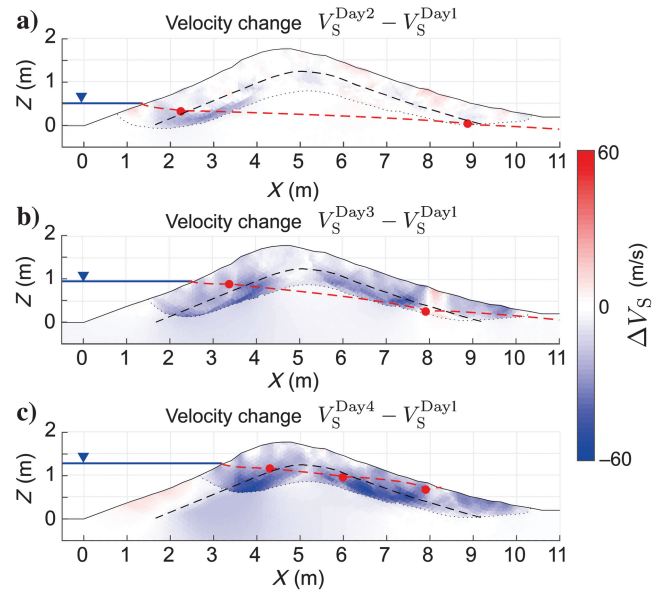 a) Velocity change V_S^Day2 − V_S^Day1
2
1
0
Z (m)
0 1 2 3 4 5 6 7 8 9 10 11
X (m)
b) Velocity change V_S^Day3 − V_S^Day1
2
1
0
Z (m)
0 1 2 3 4 5 6 7 8 9 10 11
X (m)
c) Velocity change V_S^Day4 − V_S^Day1
2
1
0
Z (m)
0 1 2 3 4 5 6 7 8 9 10 11
X (m)
60
0
−60
ΔV_S (m/s)